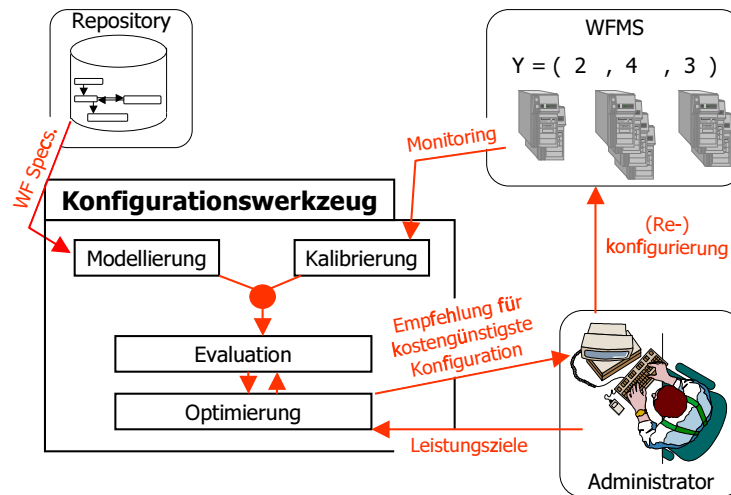 Repository
WFMS
Y = ( 2 , 4 , 3 )
Monitoring
WF Specs.
Konfigurationswerkzeug
Modellierung
Kalibrierung
(Re-)
konfigurierung
Empfehlung für
kostengünstigste
Konfiguration
Evaluation
Optimierung
Leistungsziele
Administrator